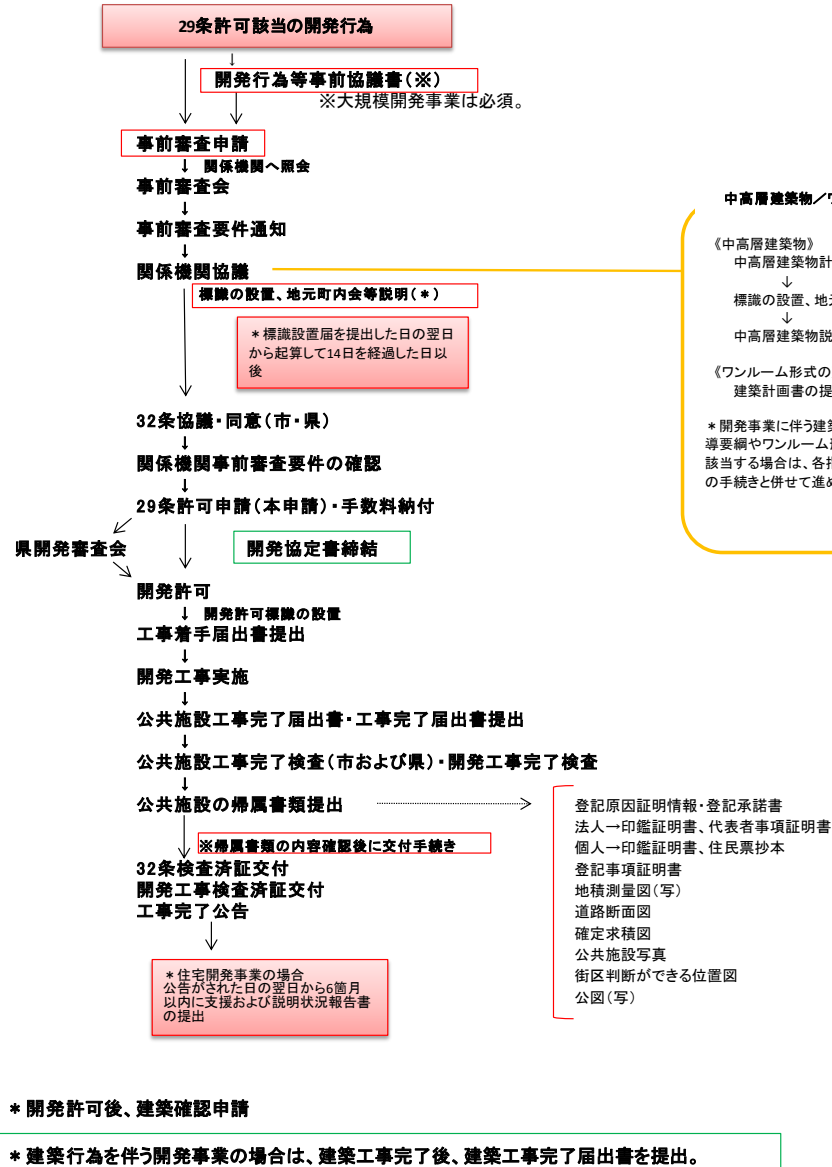 29条許可該当の開発行為
↓
開発行為等事前協議書(※)
※大規模開発事業は必須。
事前審査申請
↓ 関係機関へ照会
事前審査会
↓
事前審査要件通知
↓
関係機関協議
標識の設置、地元町内会等説明(*)
*標識設置届を提出した日の翌日
から起算して14日を経過した日以
後
32条協議・同意(市・県)
↓
関係機関事前審査要件の確認
↓
29条許可申請(本申請)・手数料納付
県開発審査会
開発協定書締結
開発許可
↓ 開発許可標識の設置
工事着手届出書提出
↓
開発工事実施
↓
公共施設工事完了届出書・工事完了届出書提出
↓
公共施設工事完了検査(市および県)・開発工事完了検査
↓
公共施設の帰属書類提出
※帰属書類の内容確認後に交付手続き
32条検査済証交付
開発工事検査済証交付
工事完了公告
*住宅開発事業の場合
公告がされた日の翌日から6箇月
以内に支援および説明状況報告書
の提出
中高層建築物/
《中高層建築物》
中高層建築物計
↓
標識の設置、地
↓
中高層建築物説
《ワンルーム形式の
建築計画書の提
*開発事業に伴う建
導要綱やワンルーム
該当する場合は、各
の手続きと併せて進
登記原因証明情報・登記承諾書
法人→印鑑証明書、代表者事項証明書
個人→印鑑証明書、住民票抄本
登記事項証明書
地積測量図(写)
道路断面図
確定求積図
公共施設写真
街区判断ができる位置図
公図(写)
*開発許可後、建築確認申請
*建築行為を伴う開発事業の場合は、建築工事完了後、建築工事完了届出書を提出。